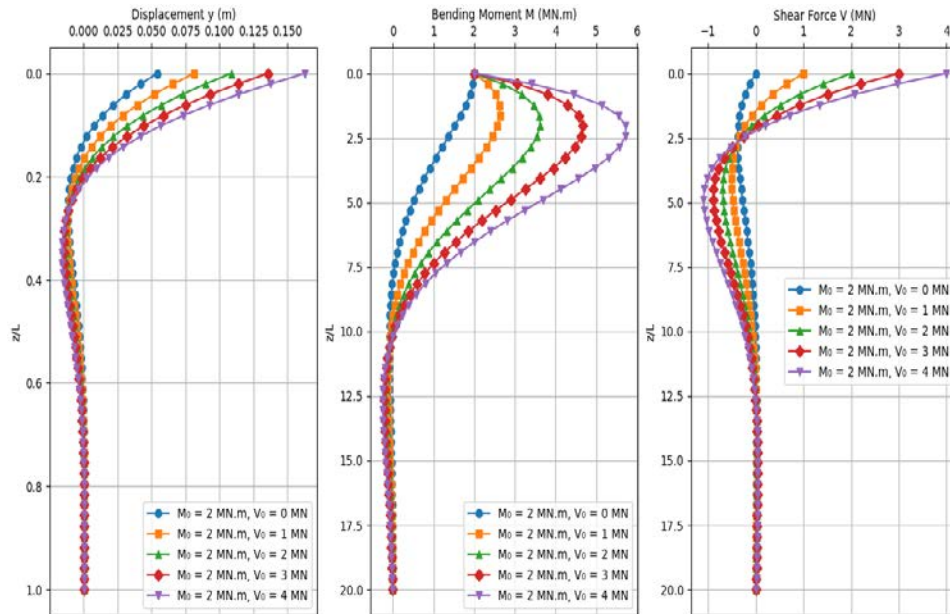 Displacement y (m)
0.000 0.025 0.050 0.075 0.100 0.125 0.150
z/L
0.0
0.2
0.4
0.6
0.8
1.0
M₀ = 2 MN.m, V₀ = 0 MN
M₀ = 2 MN.m, V₀ = 1 MN
M₀ = 2 MN.m, V₀ = 2 MN
M₀ = 2 MN.m, V₀ = 3 MN
M₀ = 2 MN.m, V₀ = 4 MN
Bending Moment M (MN.m)
0 1 2 3 4 5 6
z/L
0.0
2.5
5.0
7.5
10.0
12.5
15.0
17.5
20.0
M₀ = 2 MN.m, V₀ = 0 MN
M₀ = 2 MN.m, V₀ = 1 MN
M₀ = 2 MN.m, V₀ = 2 MN
M₀ = 2 MN.m, V₀ = 3 MN
M₀ = 2 MN.m, V₀ = 4 MN
Shear Force V (MN)
−1 0 1 2 3 4
z/L
0.0
2.5
5.0
7.5
10.0
12.5
15.0
17.5
20.0
M₀ = 2 MN.m, V₀ = 0 MN
M₀ = 2 MN.m, V₀ = 1 MN
M₀ = 2 MN.m, V₀ = 2 MN
M₀ = 2 MN.m, V₀ = 3 MN
M₀ = 2 MN.m, V₀ = 4 MN